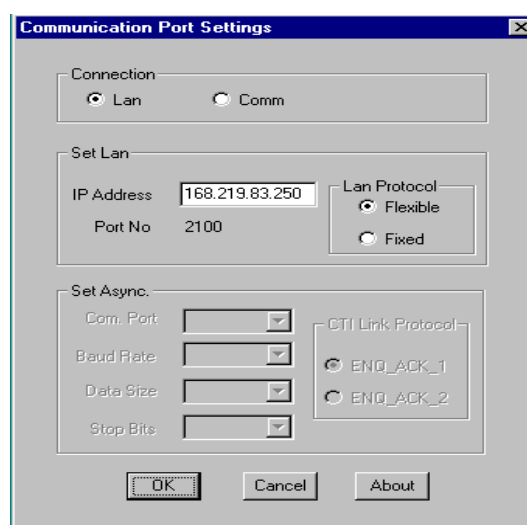 Communication Port Settings
Connection
Lan Comm
Set Lan
IP Address 168.219.83.250
Port No 2100
Lan Protocol
Flexible
Fixed
Set Async.
Com. Port
Baud Rate
Data Size
Stop Bits
CTI Link Protocol
ENQ_ACK_1
ENQ_ACK_2
OK Cancel About